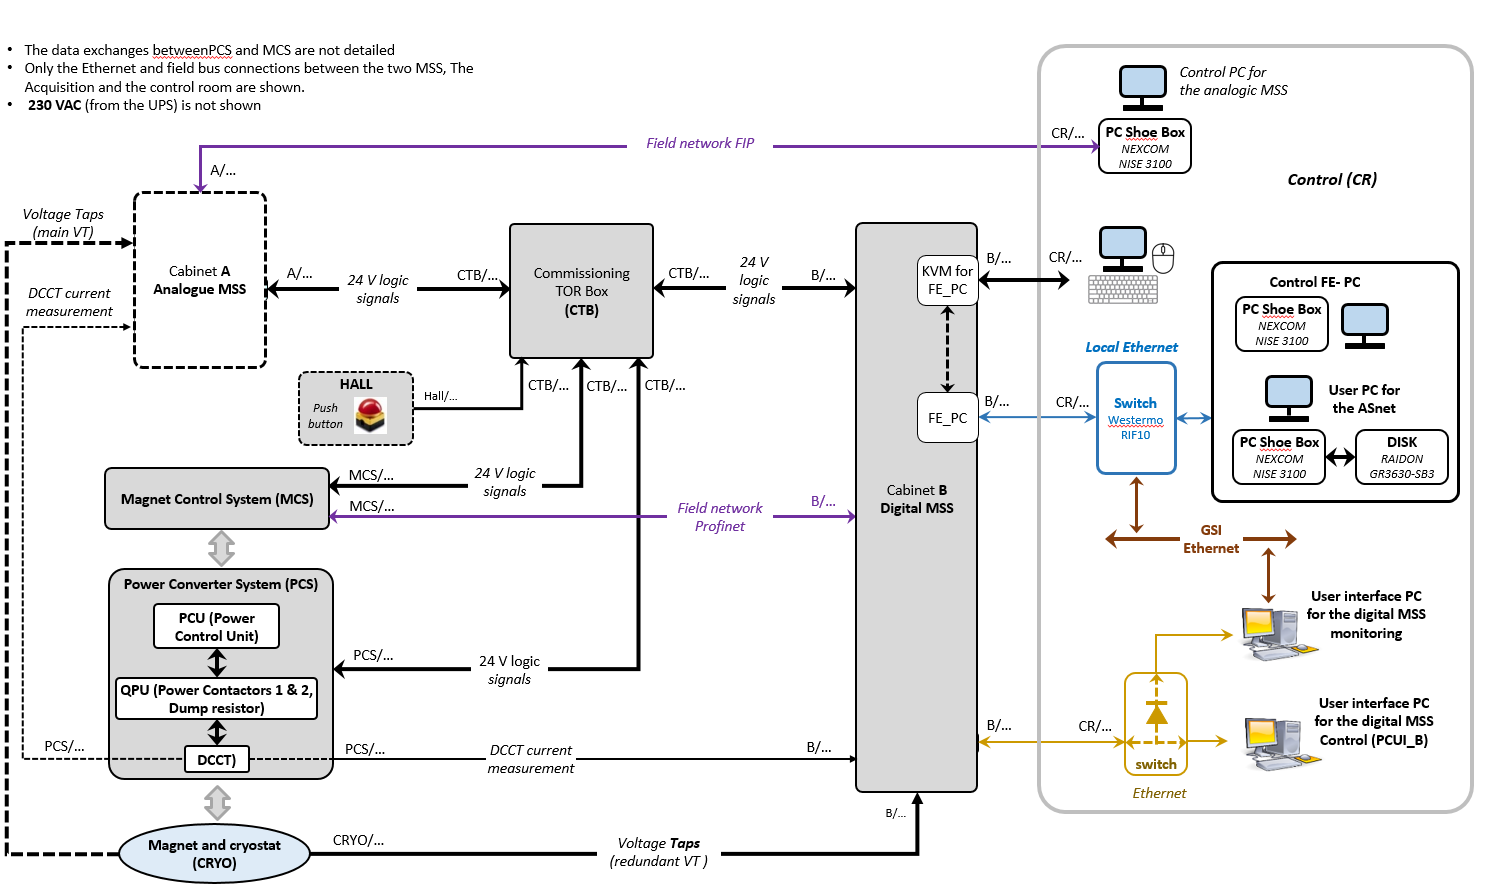 • The data exchanges betweenPCS and MCS are not detailed
• Only the Ethernet and field bus connections between the two MSS, The
Acquisition and the control room are shown.
• 230 VAC (from the UPS) is not shown
Control PC for
the analogic MSS
CR/...
PC Shoe Box
NEXCOM
NISE 3100
Field network FIP
A/...
Control (CR)
Voltage Taps
(main VT)
DCCT current
measurement
Cabinet A
Analogue MSS
A/...
24 V logic
signals
CTB/...
Commissioning
TOR Box
(CTB)
CTB/...
24 V
logic
signals
B/...
KVM for
FE_PC
B/...
CR/...
Control FE- PC
PC Shoe Box
NEXCOM
NISE 3100
Local Ethernet
HALL
Push
button
Hall/...
CTB/...
CTB/...
CTB/...
FE_PC
B/...
CR/...
Switch
Westermo
RIF10
User PC for
the ASnet
PC Shoe Box
NEXCOM
NISE 3100
DISK
RAIDON
GR3630-SB3
Magnet Control System (MCS)
MCS/...
24 V logic
signals
MCS/...
Field network
Profinet
B/...
Cabinet B
Digital MSS
GSI
Ethernet
Power Converter System (PCS)
PCU (Power
Control Unit)
QPU (Power Contactors 1 & 2,
Dump resistor)
DCCT)
PCS/...
24 V logic
signals
User interface PC
for the digital MSS
monitoring
User interface PC
for the digital MSS
Control (PCUI_B)
PCS/...
PCS/...
DCCT current
measurement
B/...
B/...
CR/...
switch
Ethernet
B/...
Magnet and cryostat
(CRYO)
CRYO/...
Voltage Taps
(redundant VT )